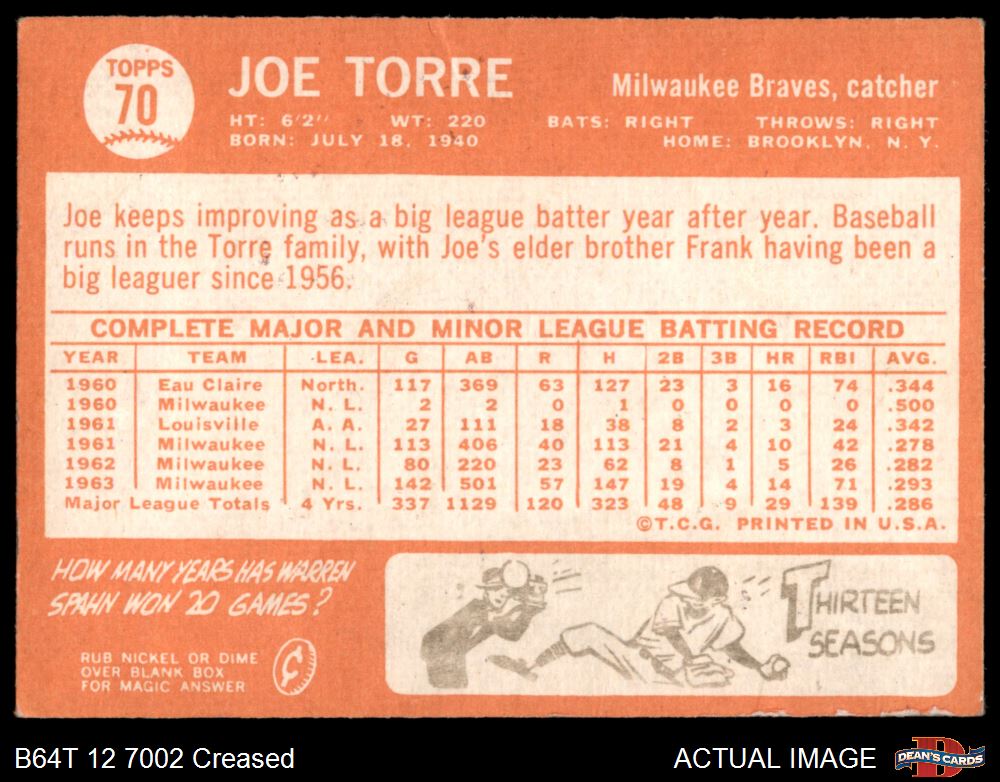 TOPPS
70
JOE TORRE
Milwaukee Braves, catcher
HT: 6'2" WT: 220 BATS: RIGHT THROWS: RIGHT
BORN: JULY 18, 1940 HOME: BROOKLYN, N. Y.
Joe keeps improving as a big league batter year after year. Baseball
runs in the Torre family, with Joe's elder brother Frank having been a
big leaguer since 1956.
COMPLETE MAJOR AND MINOR LEAGUE BATTING RECORD
YEAR TEAM LEA. G AB R H 2B 3B HR RBI AVG.
1960 Eau Claire North. 117 369 63 127 23 3 16 74 .344
1960 Milwaukee N. L. 2 2 0 1 0 0 0 0 .500
1961 Louisville A. A. 27 111 18 38 8 2 3 24 .342
1961 Milwaukee N. L. 113 406 40 113 21 4 10 42 .278
1962 Milwaukee N. L. 80 220 23 62 8 1 5 26 .282
1963 Milwaukee N. L. 142 501 57 147 19 4 14 71 .293
Major League Totals 4 Yrs. 337 1129 120 323 48 9 29 139 .286
©T.C.G. PRINTED IN U.S.A.
HOW MANY YEARS HAS WARREN
SPAHN WON 20 GAMES?
RUB NICKEL OR DIME
OVER BLANK BOX
FOR MAGIC ANSWER
THIRTEEN
SEASONS
B64T 12 7002 Creased
ACTUAL IMAGE
D
DEAN'S CARDS